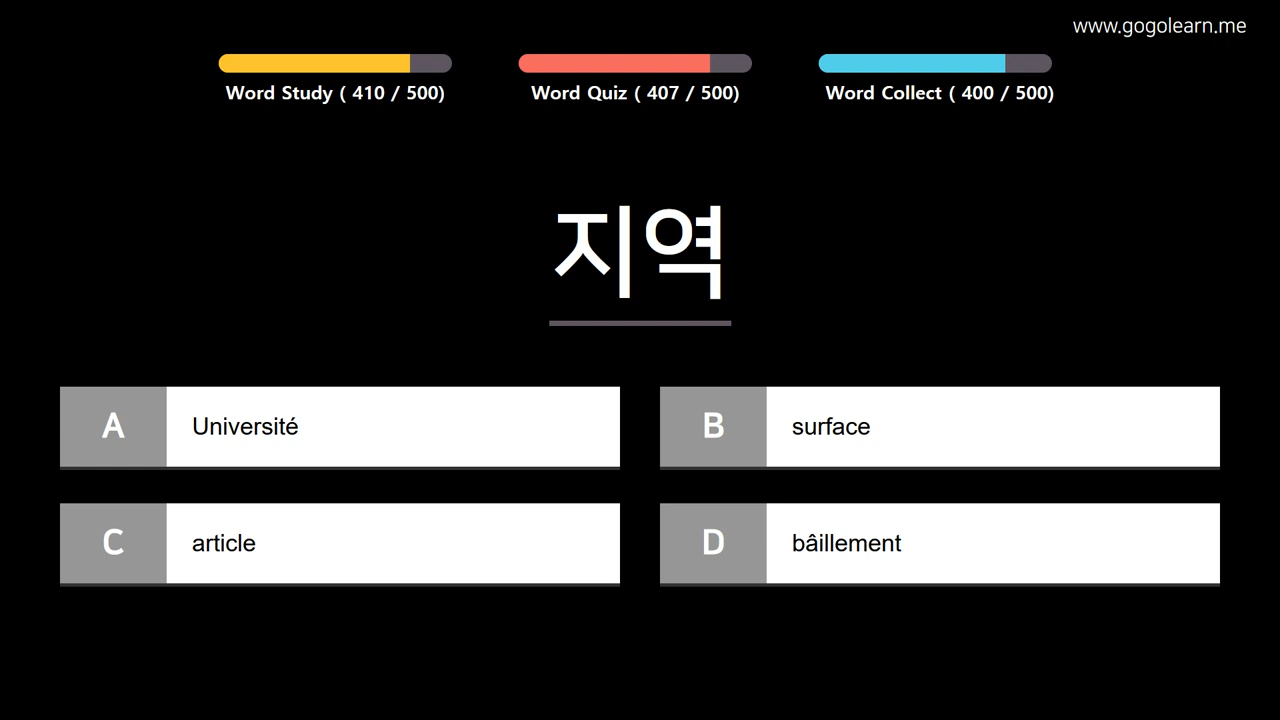 www.gogolearn.me
Word Study ( 410 / 500)
Word Quiz ( 407 / 500)
Word Collect ( 400 / 500)
지역
A Université
B surface
C article
D bâillement